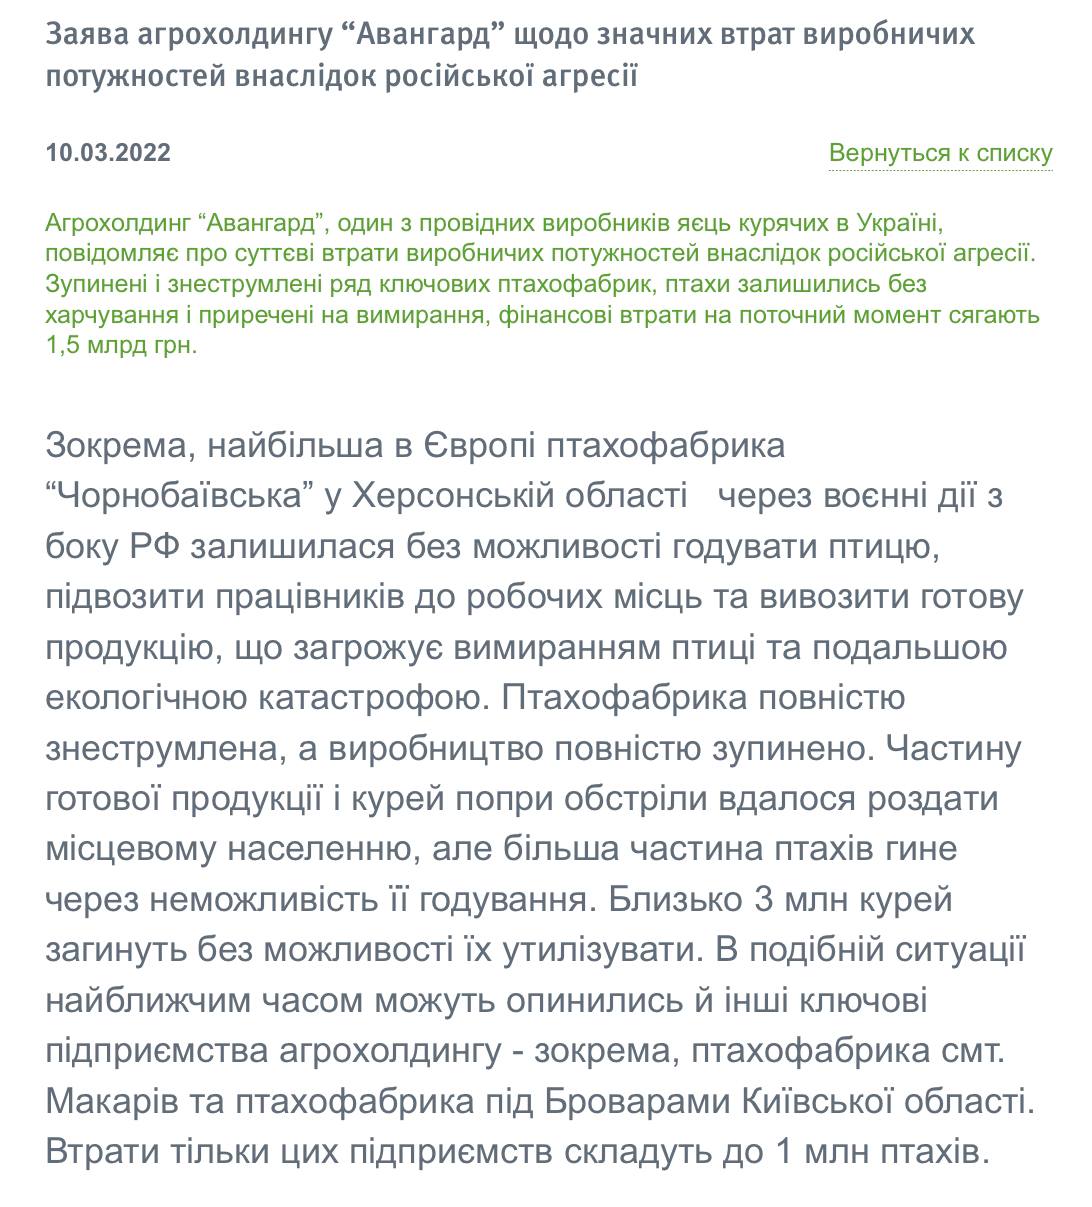 Заява агрохолдингу “Авангард” щодо значних втрат виробничих
потужностей внаслідок російської агресії
10.03.2022
Вернуться к списку
Агрохолдинг “Авангард”, один з провідних виробників яєць курячих в Україні,
повідомляє про суттєві втрати виробничих потужностей внаслідок російської агресії.
Зупинені і знеструмлені ряд ключових птахофабрик, птахи залишились без
харчування і приречені на вимирання, фінансові втрати на поточний момент сягають
1,5 млрд грн.
Зокрема, найбільша в Європі птахофабрика
“Чорнобаївська” у Херсонській області через воєнні дії з
боку РФ залишилася без можливості годувати птицю,
підвозити працівників до робочих місць та вивозити готову
продукцію, що загрожує вимиранням птиці та подальшою
екологічною катастрофою. Птахофабрика повністю
знеструмлена, а виробництво повністю зупинено. Частину
готової продукції і курей попри обстріли вдалося роздати
місцевому населенню, але більша частина птахів гине
через неможливість її годування. Близько 3 млн курей
загинуть без можливості їх утилізувати. В подібній ситуації
найближчим часом можуть опинились й інші ключові
підприємства агрохолдингу - зокрема, птахофабрика смт.
Макарів та птахофабрика під Броварами Київської області.
Втрати тільки цих підприємств складуть до 1 млн птахів.